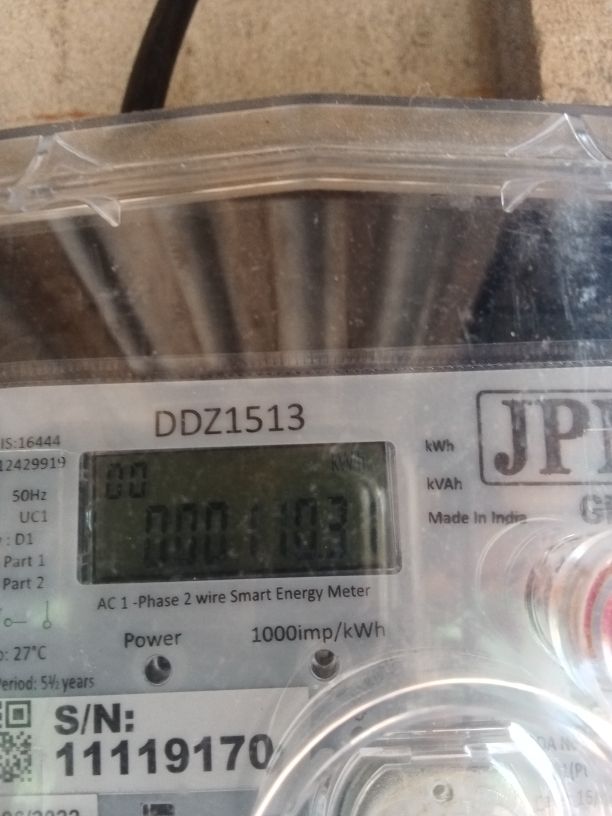 DDZ1513
IS:16444
12429919
50Hz
UC1
: D1
Part 1
Part 2
27°C
Period: 5½ years
00
kWh
kWh
kVAh
JP
Made In India
AC 1 -Phase 2 wire Smart Energy Meter
Power
1000imp/kWh
S/N:
11119170